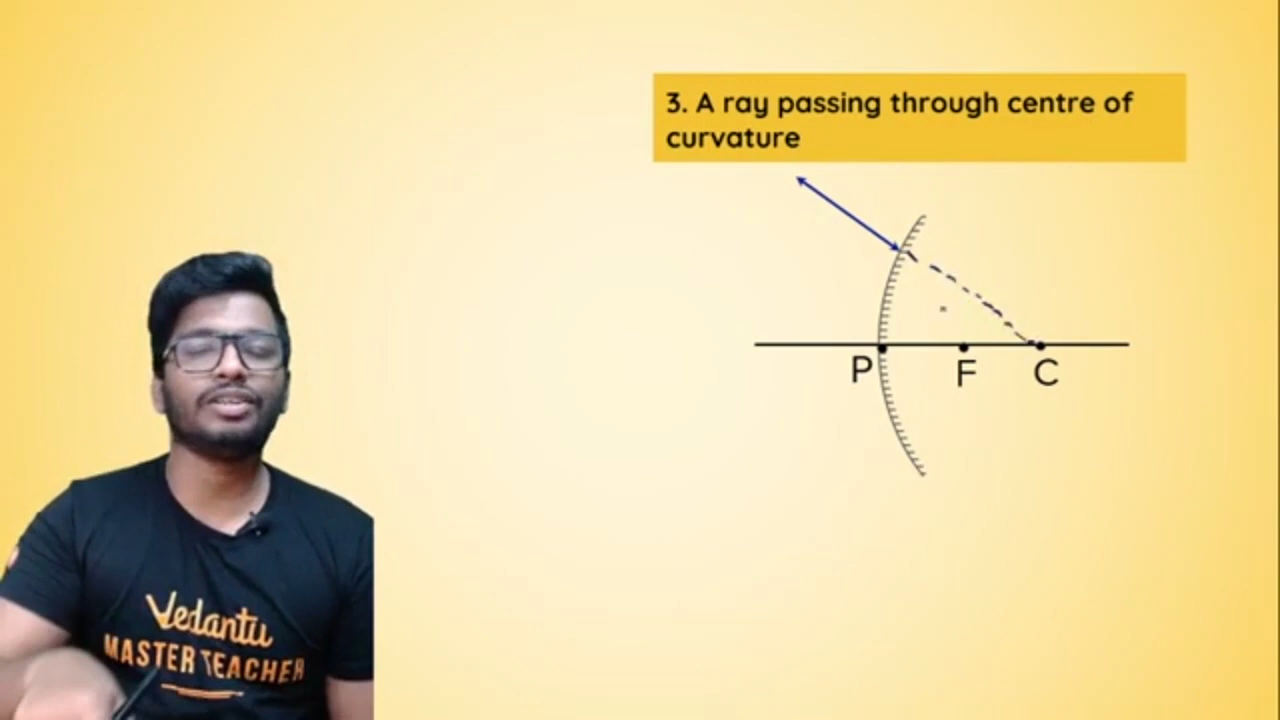 3. A ray passing through centre of
curvature
P
F
C
Vedantu
MASTER TEACHER